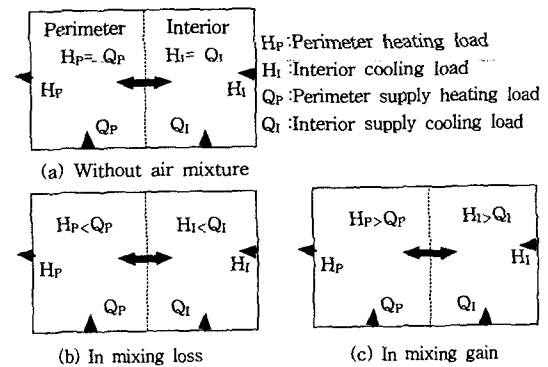 Perimeter Interior
HP= QP HI= QI
HP HI
QP QI
(a) Without air mixture
HP:Perimeter heating load
HI:Interior cooling load
QP:Perimeter supply heating load
QI:Interior supply cooling load
HP<QP HI<QI
HP HI
QP QI
(b) In mixing loss
HP>QP HI>QI
HP HI
QP QI
(c) In mixing gain